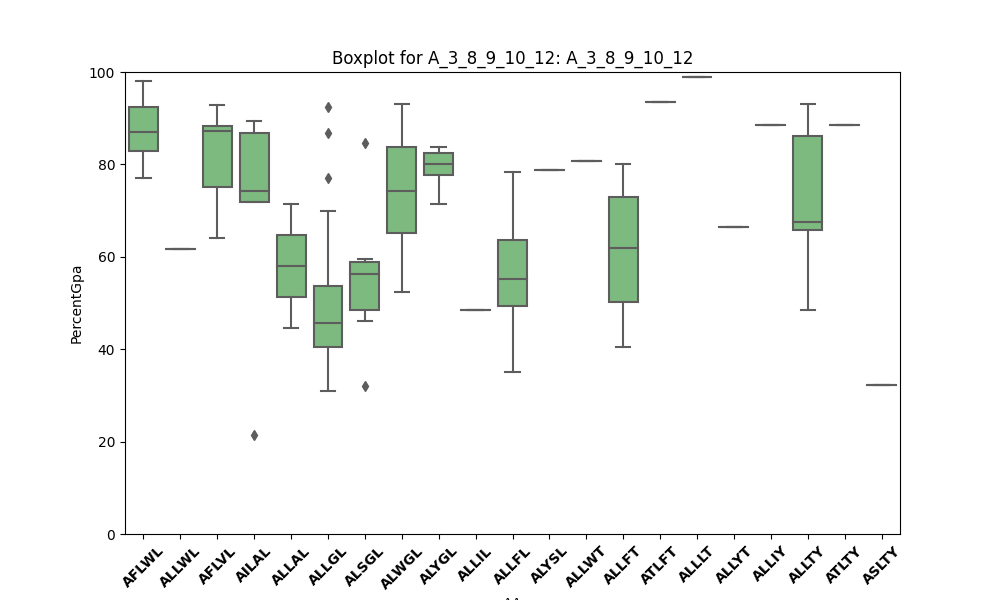 Boxplot for A_3_8_9_10_12: A_3_8_9_10_12
PercentGpa
100
80
60
40
20
0
AFLWL
ALLWL
AFLVL
AILAL
ALLAL
ALLGL
ALSGL
ALWGL
ALYGL
ALLIL
ALLFL
ALYSL
ALLWT
ALLFT
ATLFT
ALLLT
ALLYT
ALLIY
ALLTY
ATLTY
ASLTY